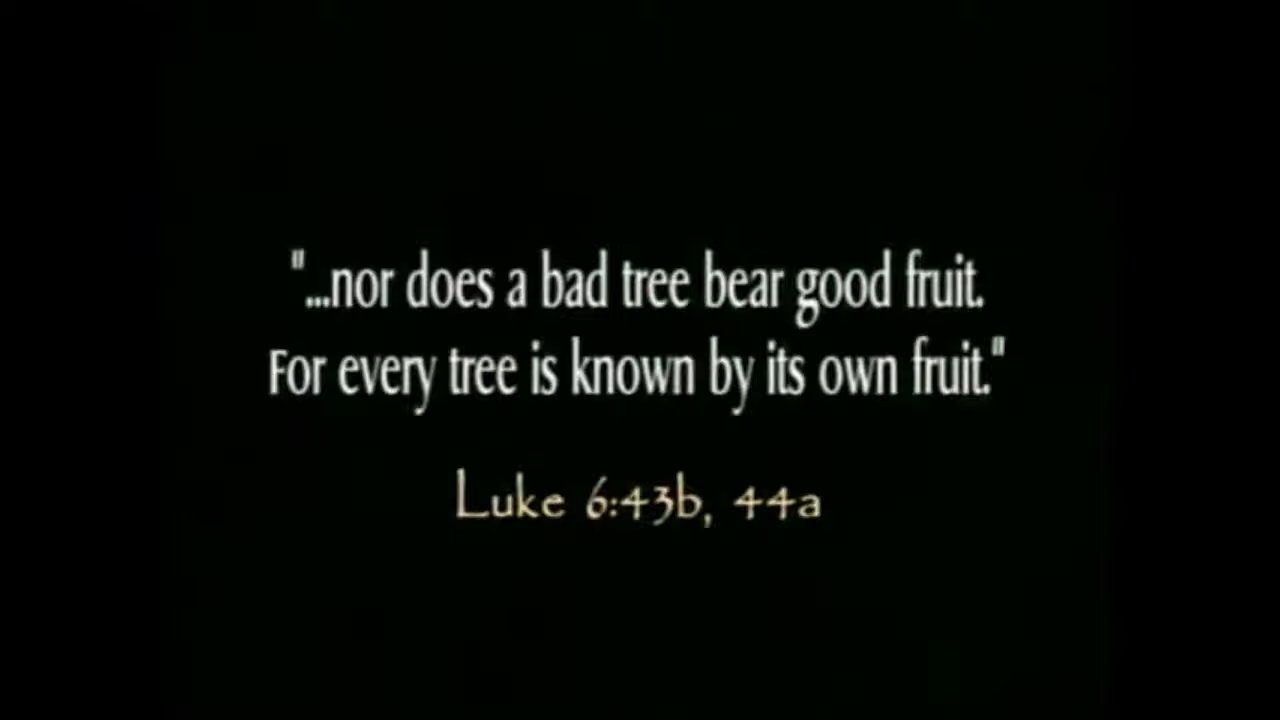 "...nor does a bad tree bear good fruit.
For every tree is known by its own fruit."
Luke 6:43b, 44a